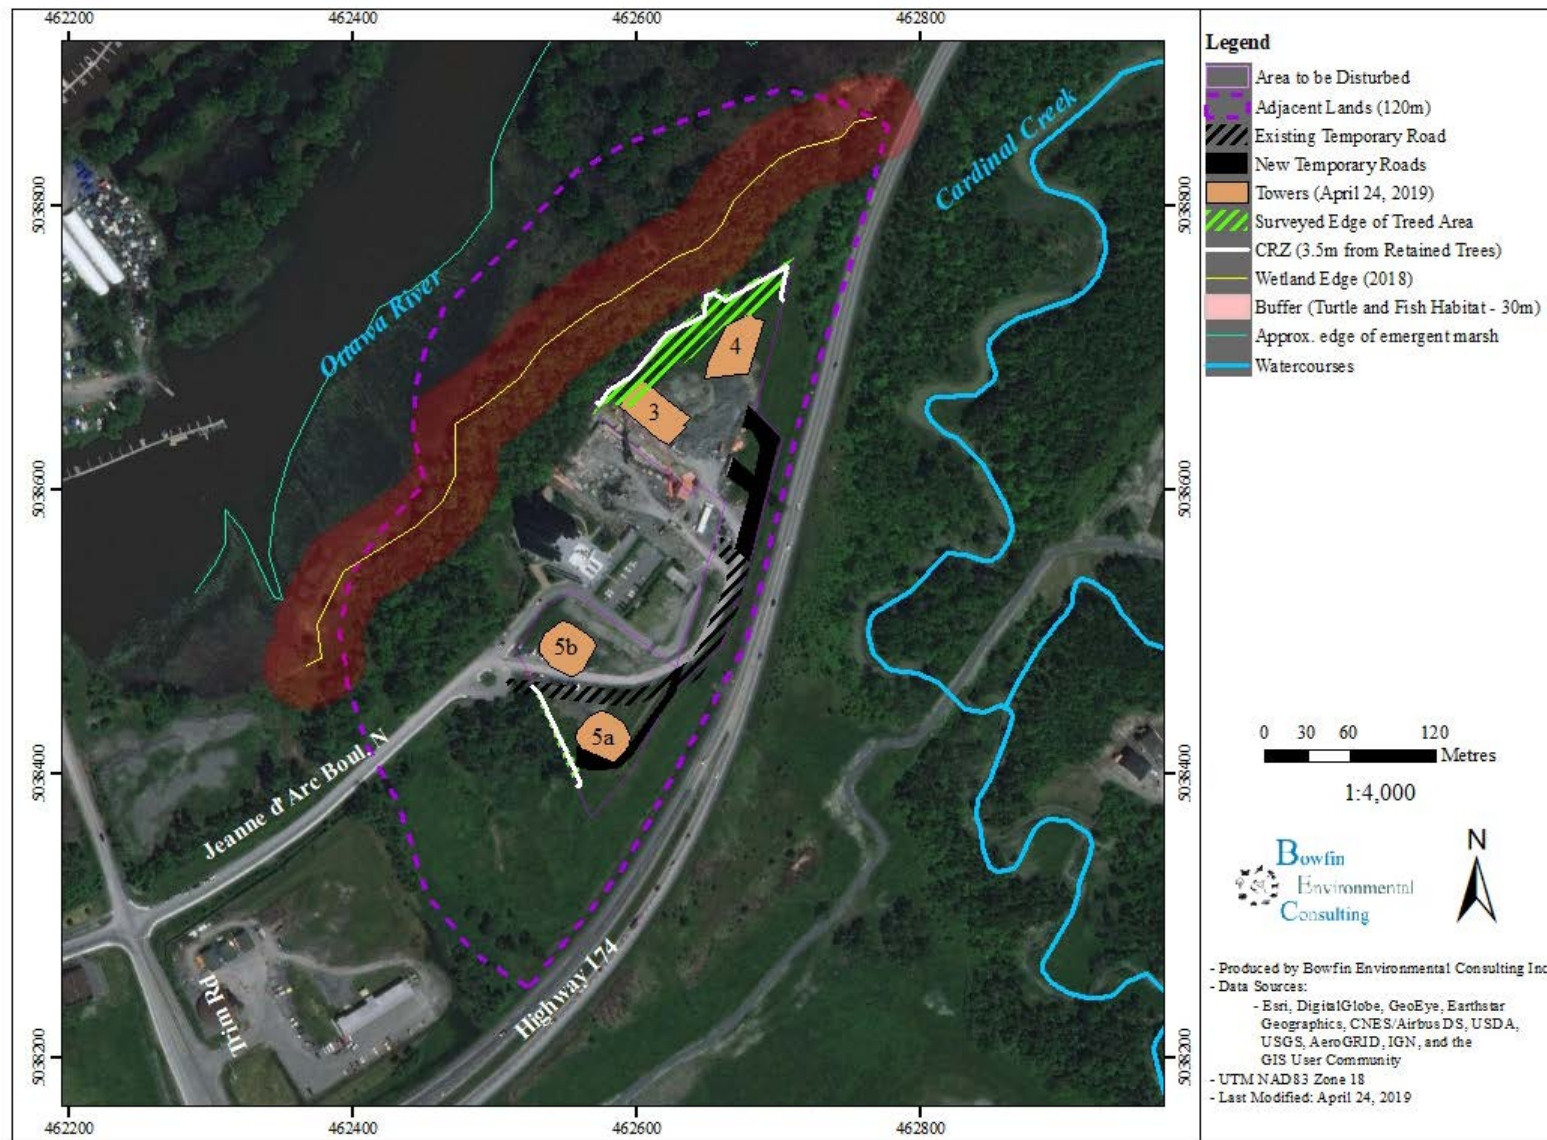 462200
462400
462600
462800
5038800
5038600
5038400
5038200
5038800
5038600
5038400
5038200
Ottawa River
Cardinal Creek
4
3
5b
5a
Jeanne d'Arc Boul. N
Trim Rd
Highway 174
462200
462400
462600
462800
Legend
Area to be Disturbed
Adjacent Lands (120m)
Existing Temporary Road
New Temporary Roads
Towers (April 24, 2019)
Surveyed Edge of Treed Area
CRZ (3.5m from Retained Trees)
Wetland Edge (2018)
Buffer (Turtle and Fish Habitat - 30m)
Approx. edge of emergent marsh
Watercourses
0 30 60 120
Metres
1:4,000
N
Bowfin
Environmental
Consulting
- Produced by Bowfin Environmental Consulting Inc
- Data Sources:
- Esri, DigitalGlobe, GeoEye, Earthstar
Geographics, CNES/Airbus DS, USDA,
USGS, AeroGRID, IGN, and the
GIS User Community
- UTM NAD83 Zone 18
- Last Modified: April 24, 2019